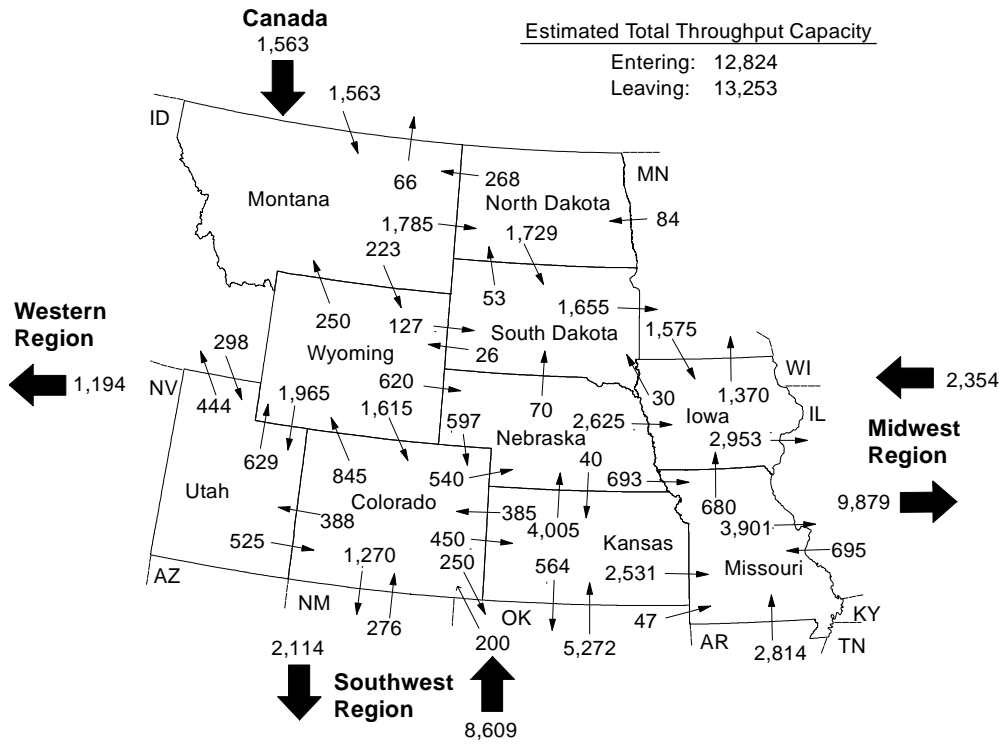 Canada
1,563
Estimated Total Throughput Capacity
Entering: 12,824
Leaving: 13,253
1,563
ID
66
268
MN
Montana
North Dakota
84
1,785
1,729
223
53
1,655
Western
Region
250
127
South Dakota
1,575
298
Wyoming
26
WI
1,194
NV
2,354
444
1,965
620
70
30
1,370
IL
1,615
597
2,625
Iowa
Nebraska
2,953
Midwest
Region
629
845
540
40
693
Utah
Colorado
680
9,879
388
385
4,005
3,901
525
450
Kansas
695
1,270
250
564
2,531
Missouri
AZ
NM
276
OK
47
KY
200
5,272
AR
2,814
TN
2,114
Southwest
Region
8,609